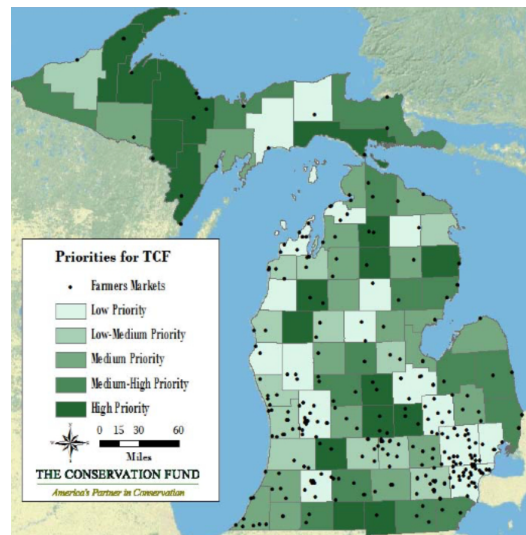 Priorities for TCF
Farmers Markets
Low Priority
Low-Medium Priority
Medium Priority
Medium-High Priority
High Priority
0 15 30 60
Miles
THE CONSERVATION FUND
America's Partner in Conservation